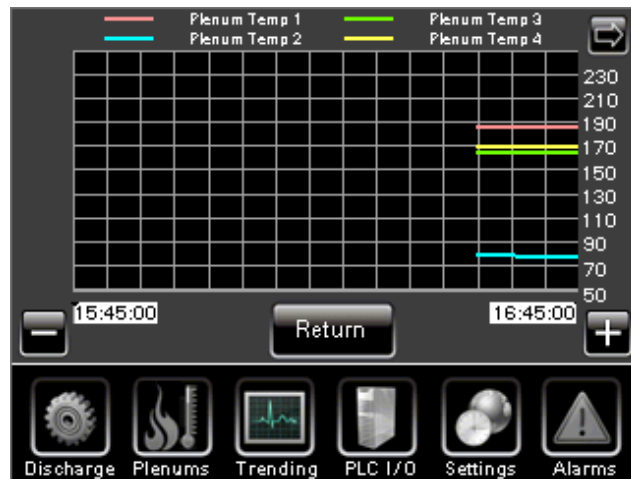 Plenum Temp 1 Plenum Temp 3
Plenum Temp 2 Plenum Temp 4
230
210
190
170
150
130
110
90
70
50
15:45:00 16:45:00
Return
Discharge Plenums Trending PLC I/O Settings Alarms